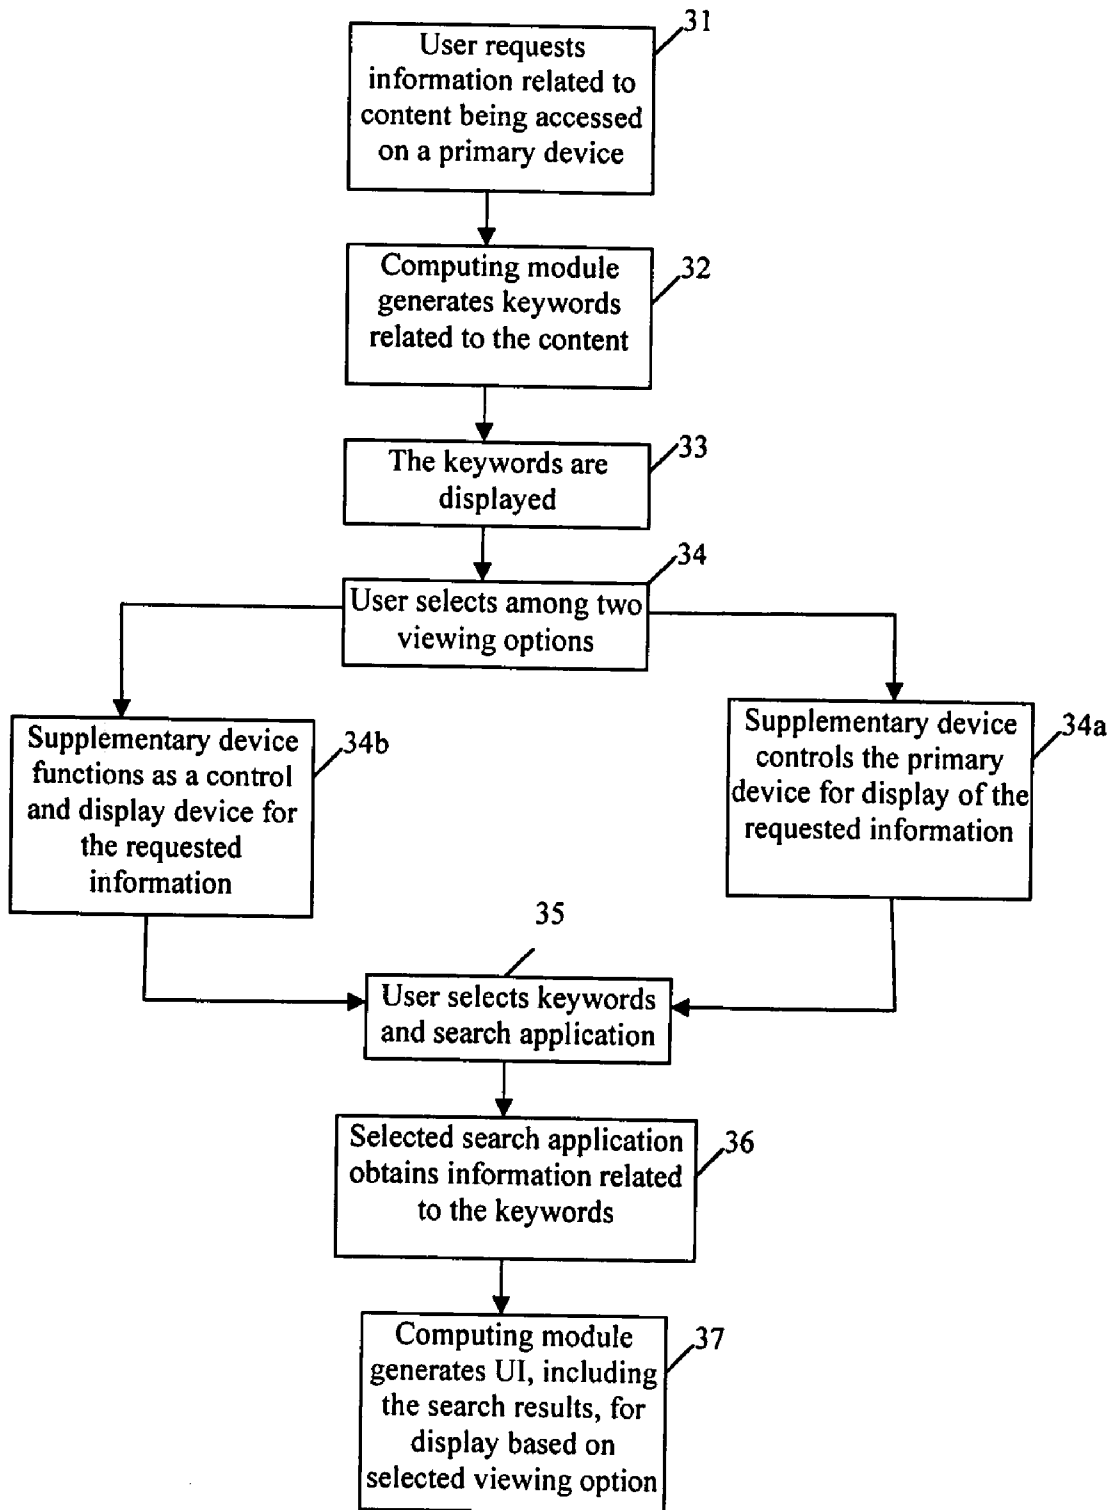 31
User requests
information related to
content being accessed
on a primary device
32
Computing module
generates keywords
related to the content
33
The keywords are
displayed
34
User selects among two
viewing options
34b
Supplementary device
functions as a control
and display device for
the requested
information
34a
Supplementary device
controls the primary
device for display of the
requested information
35
User selects keywords
and search application
36
Selected search application
obtains information related
to the keywords
37
Computing module
generates UI, including
the search results, for
display based on
selected viewing option